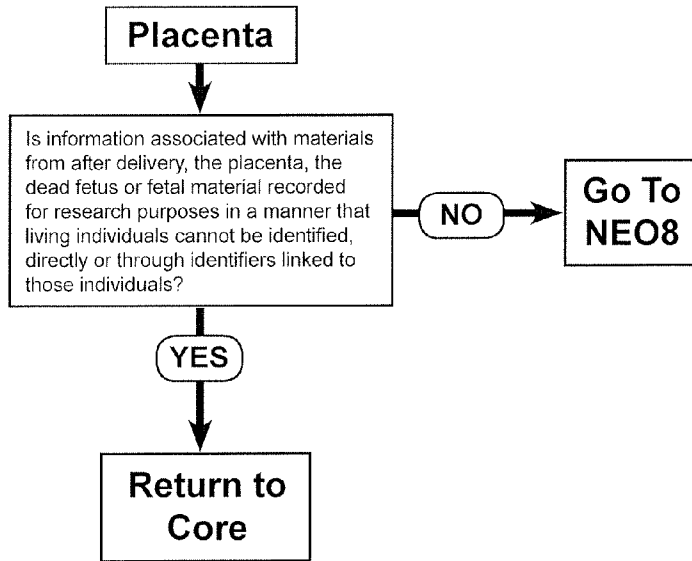 Placenta
Is information associated with materials
from after delivery, the placenta, the
dead fetus or fetal material recorded
for research purposes in a manner that
living individuals cannot be identified,
directly or through identifiers linked to
those individuals?
NO
Go To
NEO8
YES
Return to
Core